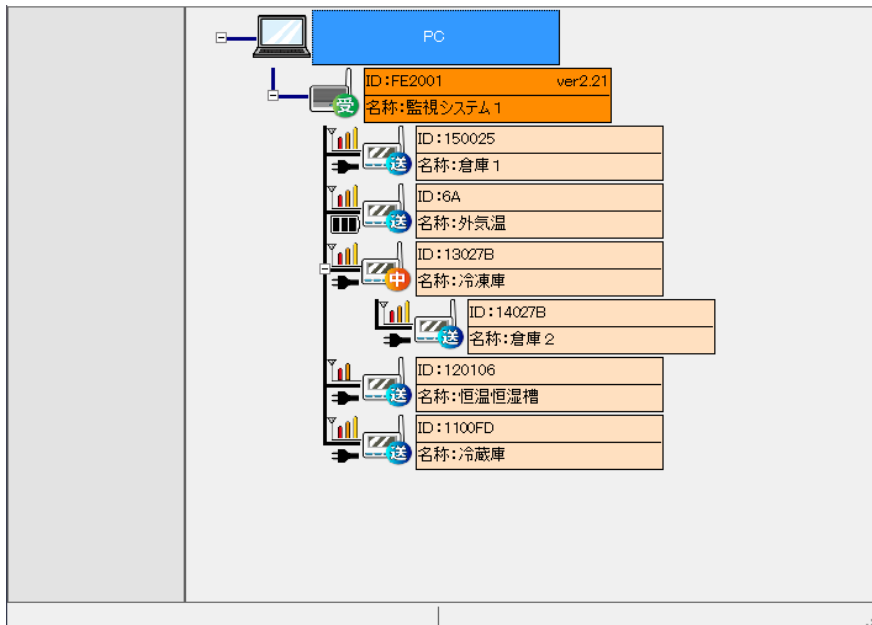 PC
ID:FE2001 ver2.21
受
名称:監視システム1
ID:150025
送
名称:倉庫1
ID:6A
送
名称:外気温
ID:13027B
中
名称:冷凍庫
ID:14027B
送
名称:倉庫2
ID:120106
送
名称:恒温恒湿槽
ID:1100FD
送
名称:冷蔵庫